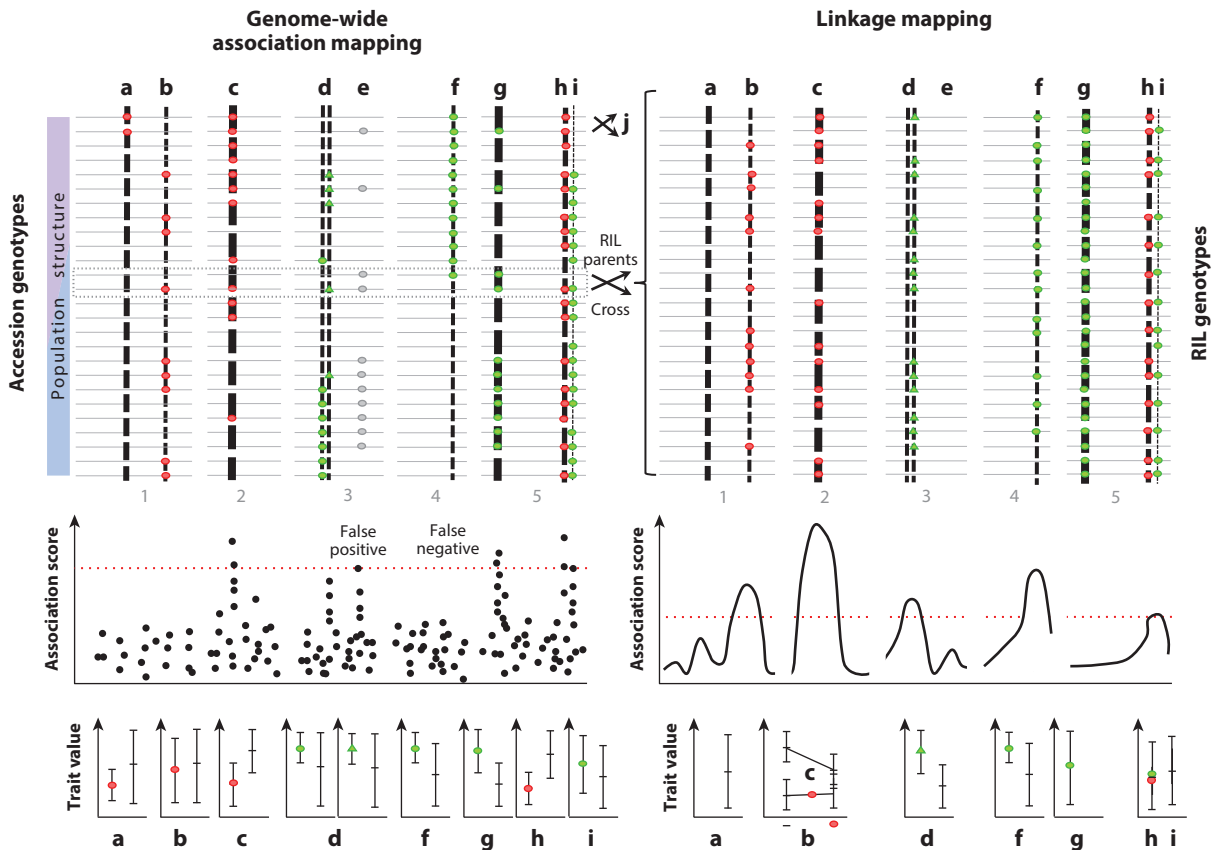 Genome-wide
association mapping
Linkage mapping
a b c d e f g h i
a b c d e f g h i
j
Accession genotypes
Population structure
RIL
parents
Cross
RIL genotypes
1 2 3 4 5
1 2 3 4 5
Association score
False
positive
False
negative
Association score
Trait value
a b c d f g h i
Trait value
c
a b d f g h i